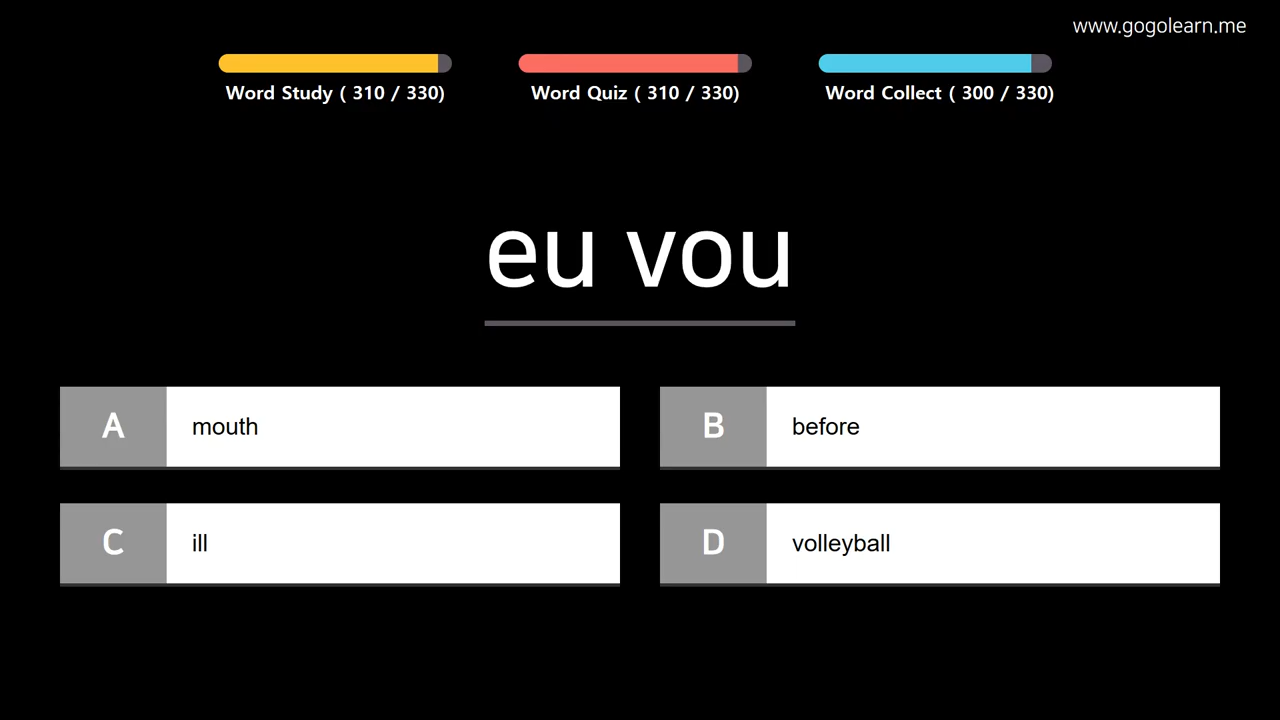 www.gogolearn.me
Word Study ( 310 / 330)
Word Quiz ( 310 / 330)
Word Collect ( 300 / 330)
eu vou
A mouth
B before
C ill
D volleyball